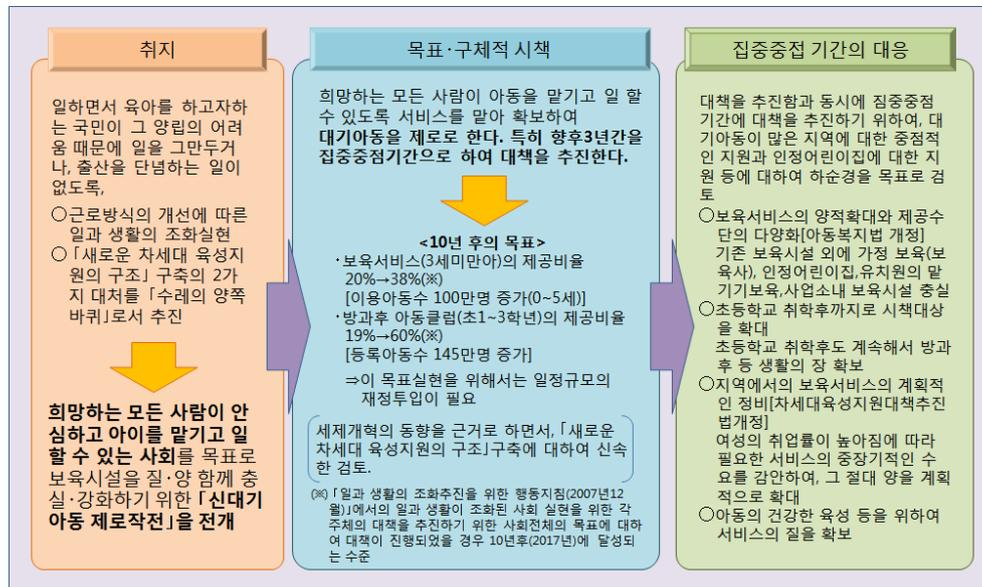 취지
일하면서 육아를 하고자하
는 국민이 그 양립의 어려
움 때문에 일을 그만두거
나, 출산을 단념하는 일이
없도록,
○근로방식의 개선에 따른
일과 생활의 조화실현
○「새로운 차세대 육성지
원의 구조」구축의 2가
지 대처를 「수레의 양쪽
바퀴」로서 추진
희망하는 모든 사람이 안
심하고 아이를 맡기고 일
할 수 있는 사회를 목표로
보육시설을 질·양 함께 충
실·강화하기 위한 「신대기
아동 제로작전」을 전개
목표·구체적 시책
희망하는 모든 사람이 아동을 맡기고 일 할
수 있도록 서비스를 맡아 확보하여
대기아동을 제로로 한다. 특히 향후3년간을
집중중점기간으로 하여 대책을 추진한다.
<10년 후의 목표>
·보육서비스(3세미만아)의 제공비율
20%→38%(※)
[이용아동수 100만명 증가(0~5세)]
·방과후 아동클럽(초1~3학년)의 제공비율
19%→60%(※)
[등록아동수 145만명 증가]
⇒이 목표실현을 위해서는 일정규모의
재정투입이 필요
세제개혁의 동향을 근거로 하면서, 「새로운
차세대 육성지원의 구조」구축에 대하여 신속
한 검토.
(※) 「일과 생활의 조화추진을 위한 행동지침(2007년12
월)」에서의 일과 생활이 조화된 사회 실현을 위한 각
주체의 대책을 추진하기 위한 사회전체의 목표에 대하
여 대책이 진행되었을 경우 10년후(2017년)에 달성되
는 수준
집중중접 기간의 대응
대책을 추진함과 동시에 짐중중점
기간에 대책을 추진하기 위하여, 대
기아동이 많은 지역에 대한 중점적
인 지원과 인정어린이집에 대한 지
원 등에 대하여 하순경을 목표로 검
토
○보육서비스의 양적확대와 제공수
단의 다양화[아동복지법 개정]
기존 보육시설 외에 가정 보육(보
육사), 인정어린이집,유치원의 맡
기기보육,사업소내 보육시설 충실
○초등학교 취학후까지로 시책대상
을 확대
초등학교 취학후도 계속해서 방과
후 등 생활의 장 확보
○지역에서의 보육서비스의 계획적
인 정비[차세대육성지원대책추진
법개정]
여성의 취업률이 높아짐에 따라
필요한 서비스의 중장기적인 수
요를 감안하여, 그 절대 양을 계획
적으로 확대
○아동의 건강한 육성 등을 위하여
서비스의 질을 확보